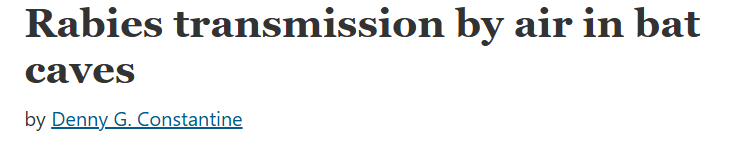 Rabies transmission by air in bat
caves
by Denny G. Constantine